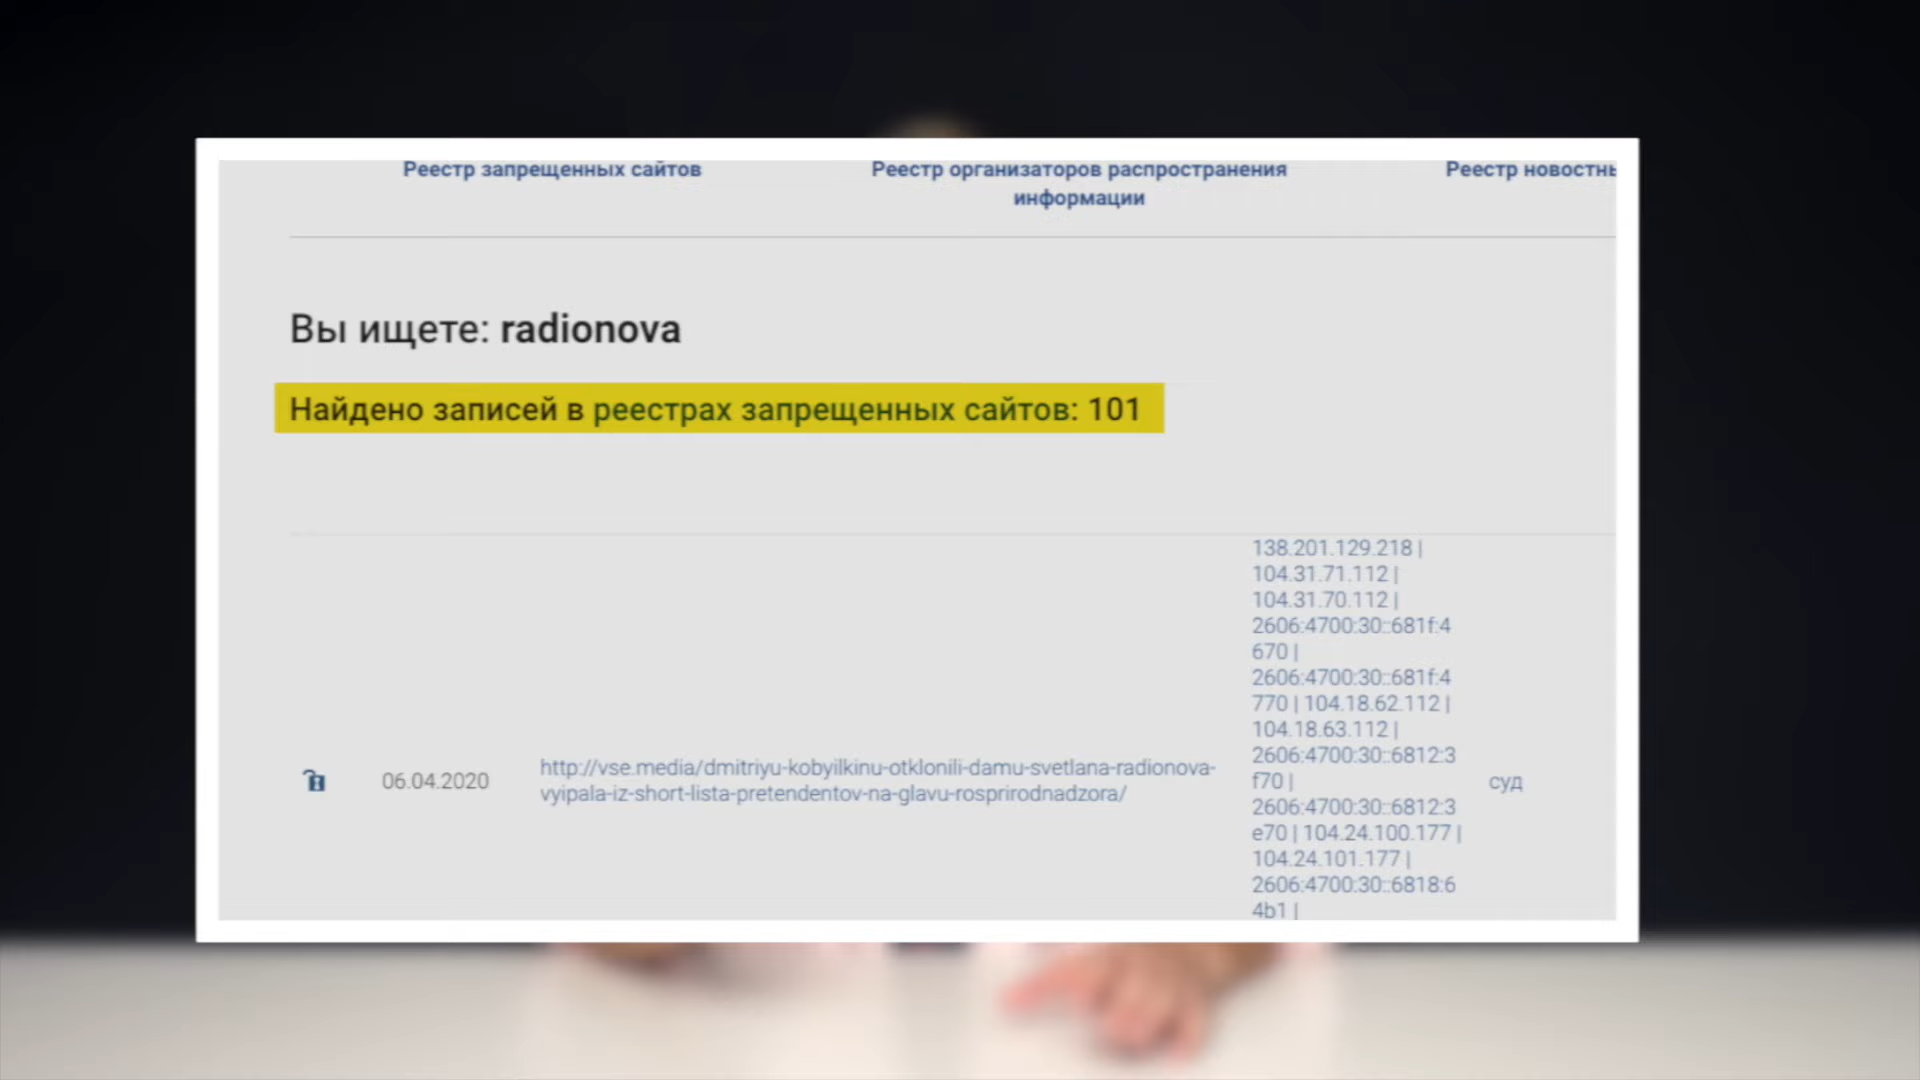 Реестр запрещенных сайтов
Реестр организаторов распространения
информации
Реестр новостны
Вы ищете: radionova
Найдено записей в реестрах запрещенных сайтов: 101
06.04.2020
http://vse.media/dmitriyu-kobyilkinu-otklonili-damu-svetlana-radionova-
vyipala-iz-short-lista-pretendentov-na-glavu-rosprirodnadzora/
138.201.129.218 |
104.31.71.112 |
104.31.70.112 |
2606:4700:30::681f:4
670 |
2606:4700:30::681f:4
770 | 104.18.62.112 |
104.18.63.112 |
2606:4700:30::6812:3
f70 |
2606:4700:30::6812:3
e70 | 104.24.100.177 |
104.24.101.177 |
2606:4700:30::6818:6
4b1 |
суд